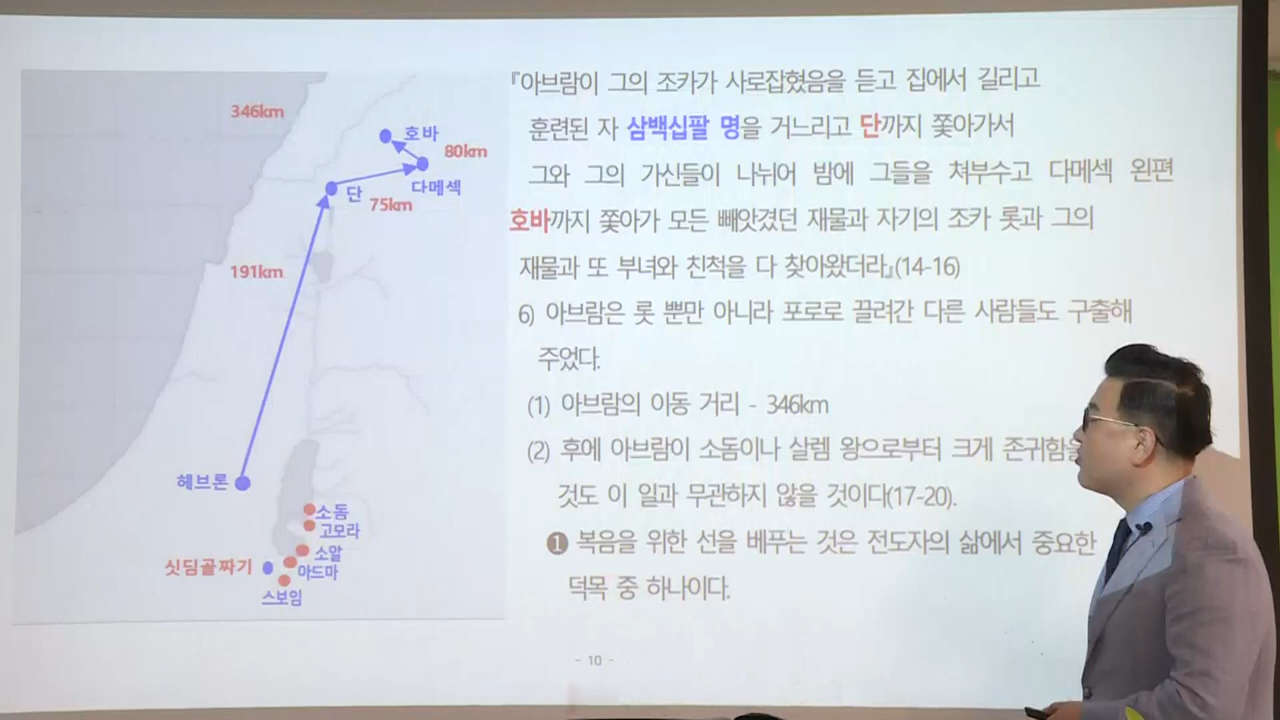 346km
호바
80km
단
다메섹
75km
191km
헤브론
소돔
고모라
소알
싯딤골짜기
아드마
스보임
『아브람이 그의 조카가 사로잡혔음을 듣고 집에서 길리고
훈련된 자 삼백십팔 명을 거느리고 단까지 쫓아가서
그와 그의 가신들이 나뉘어 밤에 그들을 쳐부수고 다메섹 왼편
호바까지 쫓아가 모든 빼앗겼던 재물과 자기의 조카 롯과 그의
재물과 또 부녀와 친척을 다 찾아왔더라』(14-16)
6) 아브람은 롯 뿐만 아니라 포로로 끌려간 다른 사람들도 구출해
주었다.
(1) 아브람의 이동 거리 - 346km
(2) 후에 아브람이 소돔이나 살렘 왕으로부터 크게 존귀함을
것도 이 일과 무관하지 않을 것이다(17-20).
❶ 복음을 위한 선을 베푸는 것은 전도자의 삶에서 중요한
덕목 중 하나이다.
- 10 -